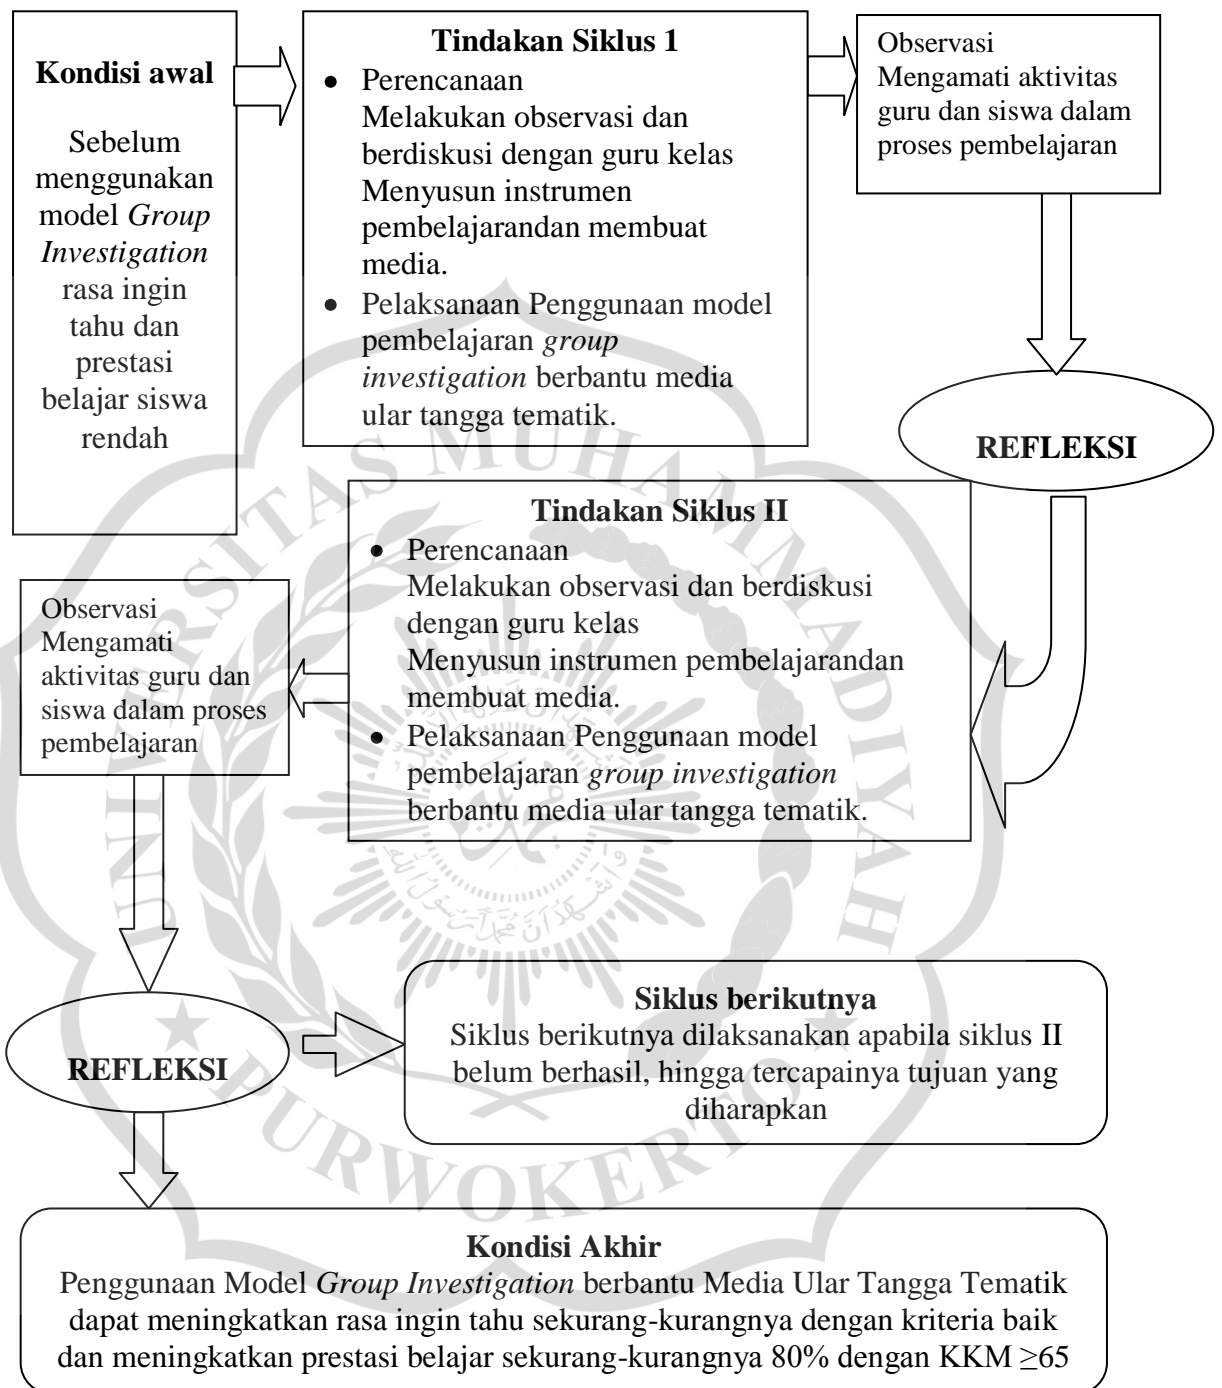 Kondisi awal
Sebelum
menggunakan
model Group
Investigation
rasa ingin
tahu dan
prestasi
belajar siswa
rendah
Tindakan Siklus 1
• Perencanaan
Melakukan observasi dan
berdiskusi dengan guru kelas
Menyusun instrumen
pembelajarandan membuat
media.
• Pelaksanaan Penggunaan model
pembelajaran group
investigation berbantu media
ular tangga tematik.
Observasi
Mengamati aktivitas
guru dan siswa dalam
proses pembelajaran
REFLEKSI
Tindakan Siklus II
• Perencanaan
Melakukan observasi dan berdiskusi
dengan guru kelas
Menyusun instrumen pembelajarandan
membuat media.
• Pelaksanaan Penggunaan model
pembelajaran group investigation
berbantu media ular tangga tematik.
Observasi
Mengamati
aktivitas guru dan
siswa dalam proses
pembelajaran
REFLEKSI
Siklus berikutnya
Siklus berikutnya dilaksanakan apabila siklus II
belum berhasil, hingga tercapainya tujuan yang
diharapkan
Kondisi Akhir
Penggunaan Model Group Investigation berbantu Media Ular Tangga Tematik
dapat meningkatkan rasa ingin tahu sekurang-kurangnya dengan kriteria baik
dan meningkatkan prestasi belajar sekurang-kurangnya 80% dengan KKM ≥65
UNIVERSITAS MUHAMMADIYAH
PURWOKERTO